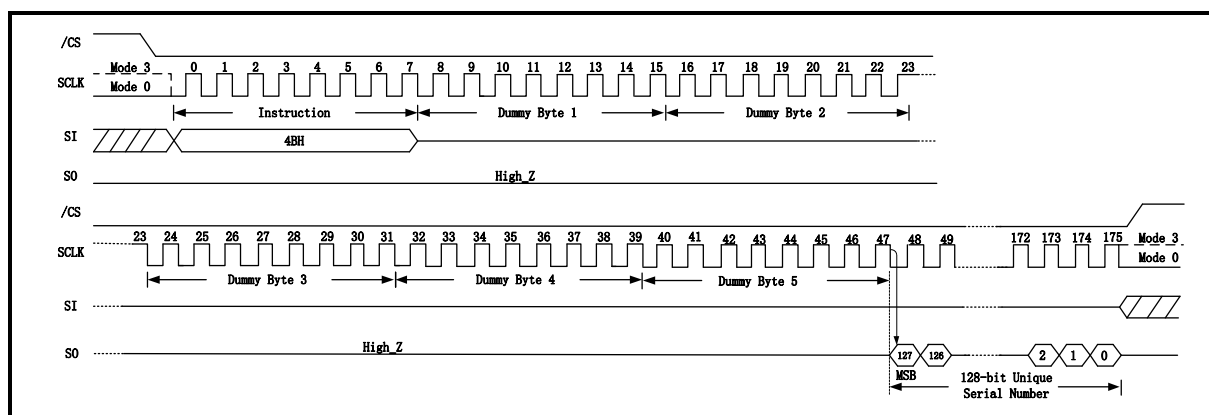 /CS
Mode 3 0 1 2 3 4 5 6 7 8 9 10 11 12 13 14 15 16 17 18 19 20 21 22 23
SCLK Mode 0
Instruction Dummy Byte 1 Dummy Byte 2
SI 4BH
SO High_Z
/CS
23 24 25 26 27 28 29 30 31 32 33 34 35 36 37 38 39 40 41 42 43 44 45 46 47 48 49 172 173 174 175 Mode 3
SCLK Mode 0
Dummy Byte 3 Dummy Byte 4 Dummy Byte 5
SI
SO High_Z 127 126 2 1 0
MSB 128-bit Unique
Serial Number